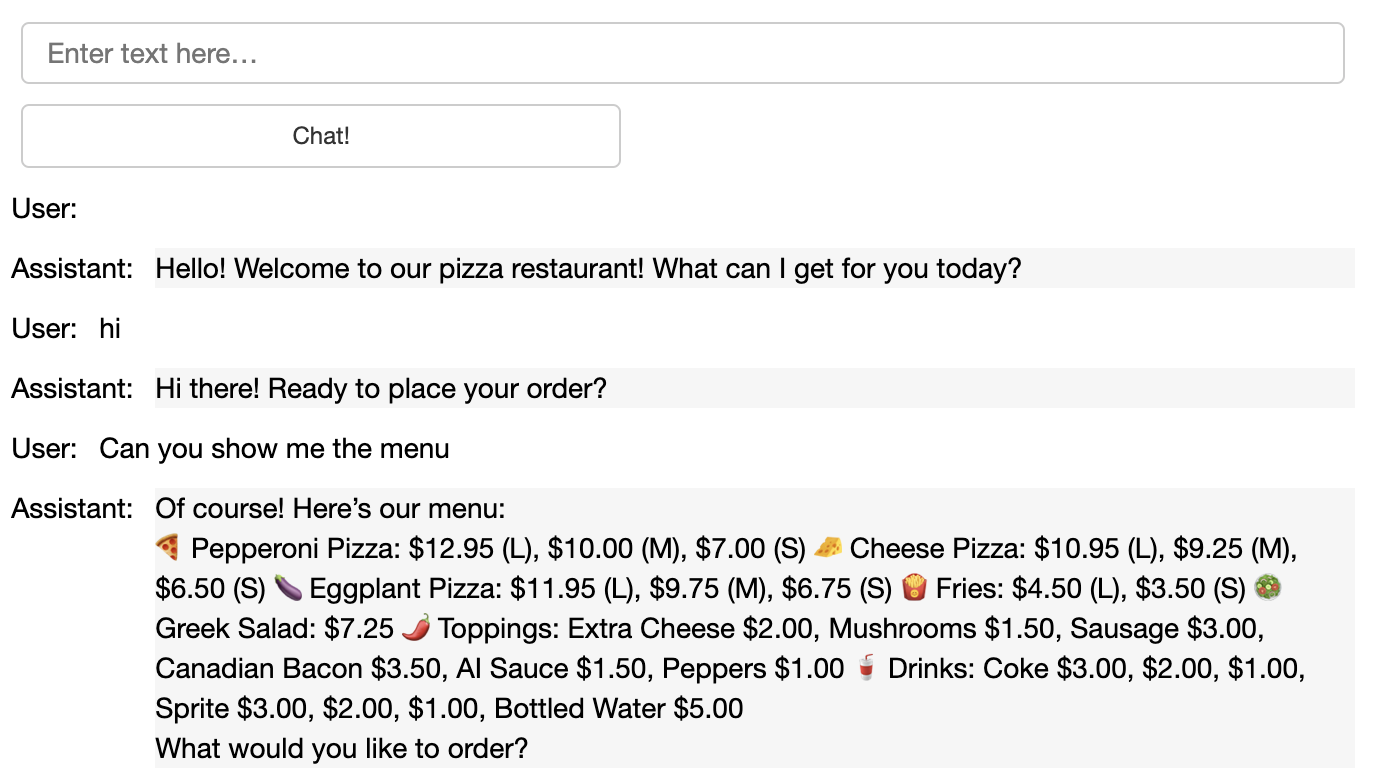 Enter text here…
Chat!
User:
Assistant: Hello! Welcome to our pizza restaurant! What can I get for you today?
User: hi
Assistant: Hi there! Ready to place your order?
User: Can you show me the menu
Assistant: Of course! Here’s our menu:
🍕 Pepperoni Pizza: $12.95 (L), $10.00 (M), $7.00 (S) 🧀 Cheese Pizza: $10.95 (L), $9.25 (M),
$6.50 (S) 🍆 Eggplant Pizza: $11.95 (L), $9.75 (M), $6.75 (S) 🍟 Fries: $4.50 (L), $3.50 (S) 🥗
Greek Salad: $7.25 🌶️ Toppings: Extra Cheese $2.00, Mushrooms $1.50, Sausage $3.00,
Canadian Bacon $3.50, AI Sauce $1.50, Peppers $1.00 🥤 Drinks: Coke $3.00, $2.00, $1.00,
Sprite $3.00, $2.00, $1.00, Bottled Water $5.00
What would you like to order?